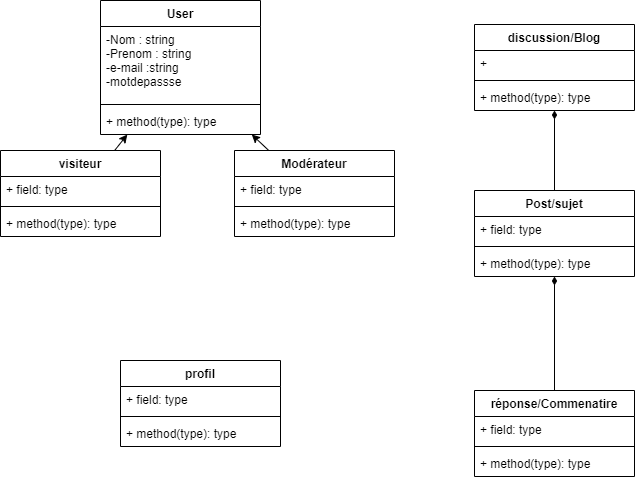 User
-Nom : string
-Prenom : string
-e-mail :string
-motdepassse
+ method(type): type
visiteur
+ field: type
+ method(type): type
Modérateur
+ field: type
+ method(type): type
profil
+ field: type
+ method(type): type
discussion/Blog
+
+ method(type): type
Post/sujet
+ field: type
+ method(type): type
réponse/Commenatire
+ field: type
+ method(type): type